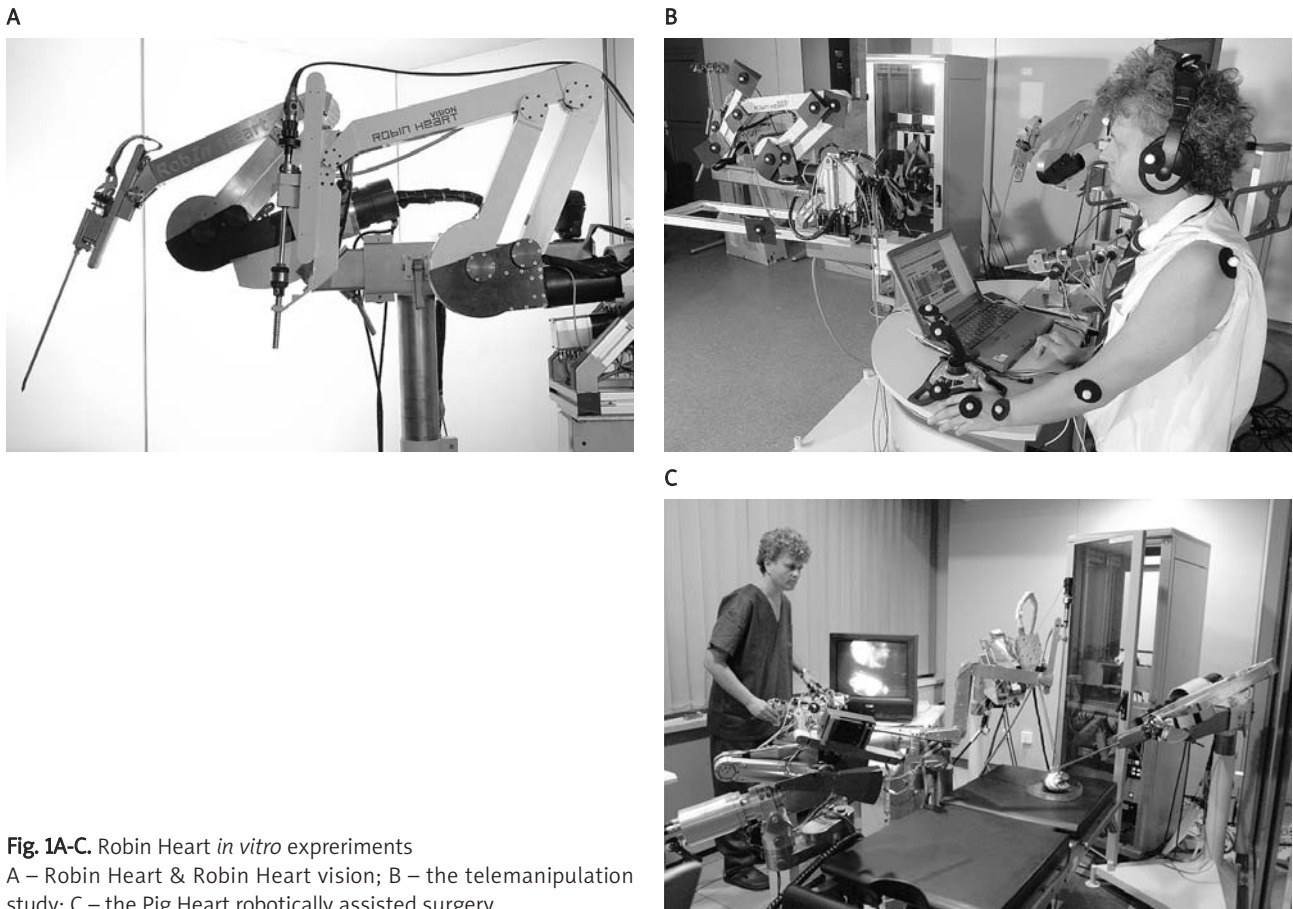 A
B
Robin Heart
VISION
ROBIN HEART
C
Fig. 1A-C. Robin Heart in vitro expreriments
A – Robin Heart & Robin Heart vision; B – the telemanipulation
study; C – the Pig Heart robotically assisted surgery